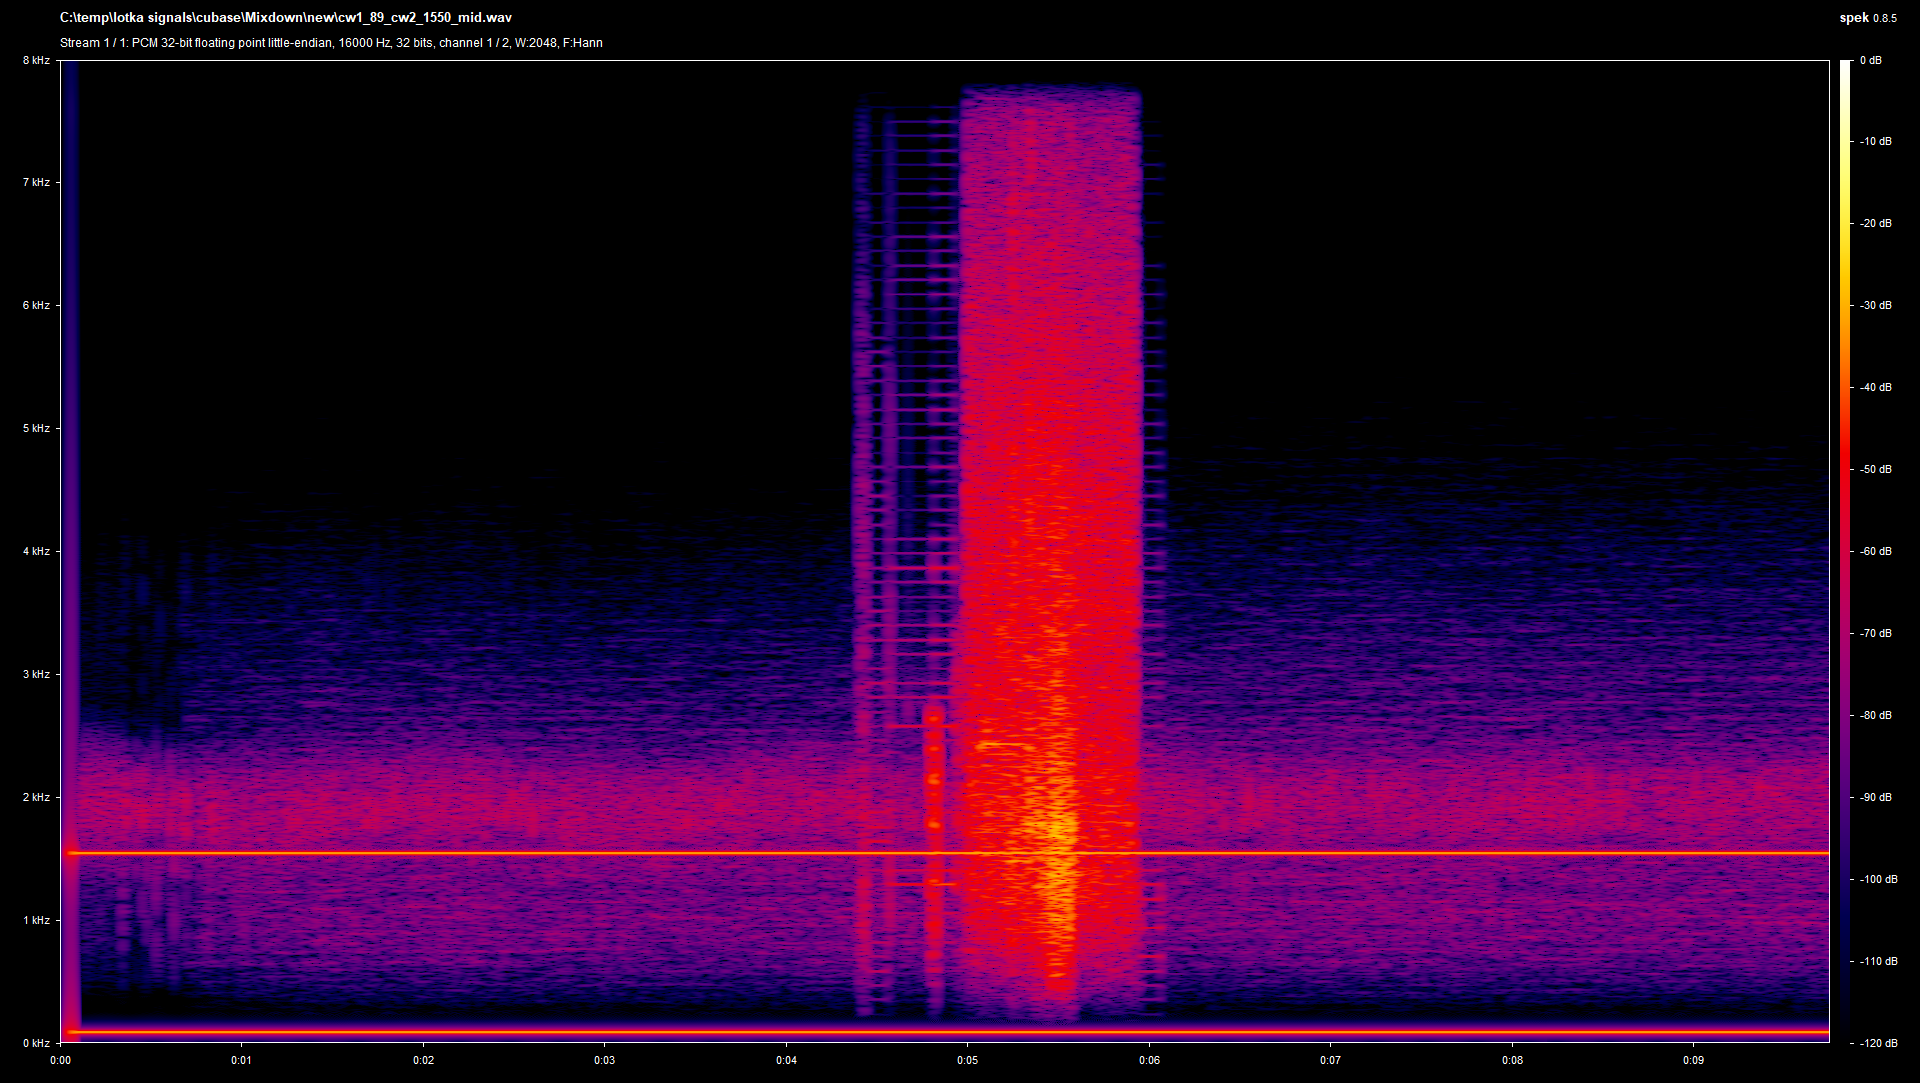 C:\temp\lotka signals\cubase\Mixdown\new\cw1_89_cw2_1550_mid.wav
spek 0.8.5
Stream 1 / 1: PCM 32-bit floating point little-endian, 16000 Hz, 32 bits, channel 1 / 2, W:2048, F:Hann
8 kHz
7 kHz
6 kHz
5 kHz
4 kHz
3 kHz
2 kHz
1 kHz
0 kHz
0:00
0:01
0:02
0:03
0:04
0:05
0:06
0:07
0:08
0:09
0 dB
-10 dB
-20 dB
-30 dB
-40 dB
-50 dB
-60 dB
-70 dB
-80 dB
-90 dB
-100 dB
-110 dB
-120 dB